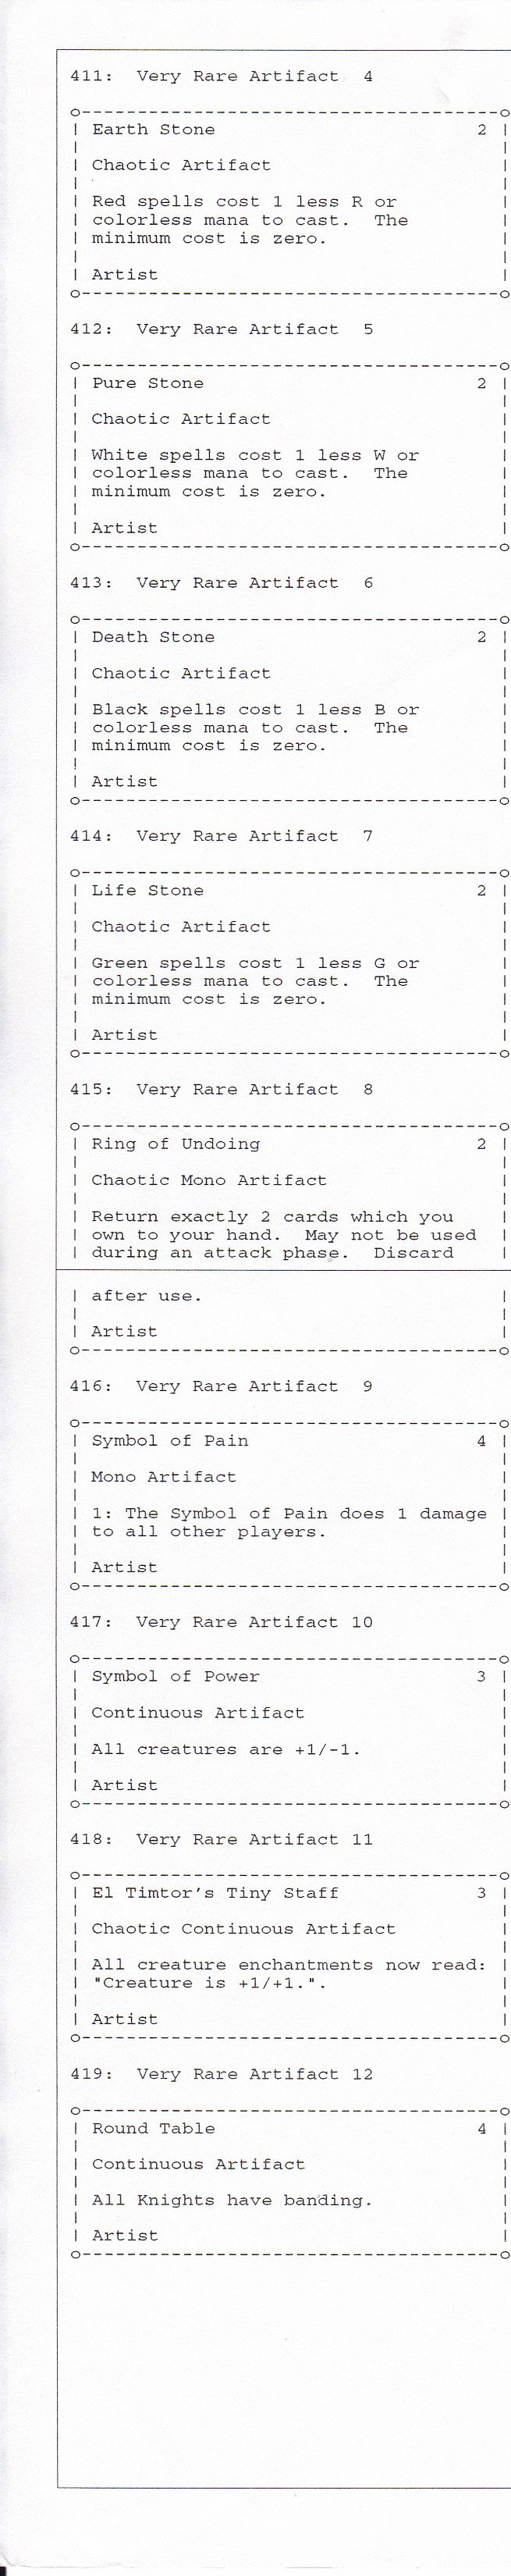 411:  Very Rare Artifact  4
o--------------------------------------o
| Earth Stone                        2 |
|                                      |
| Chaotic Artifact                     |
|                                      |
| Red spells cost 1 less R or          |
| colorless mana to cast.  The         |
| minimum cost is zero.                |
|                                      |
| Artist                               |
o--------------------------------------o
412:  Very Rare Artifact  5
o--------------------------------------o
| Pure Stone                         2 |
|                                      |
| Chaotic Artifact                     |
|                                      |
| White spells cost 1 less W or        |
| colorless mana to cast.  The         |
| minimum cost is zero.                |
|                                      |
| Artist                               |
o--------------------------------------o
413:  Very Rare Artifact  6
o--------------------------------------o
| Death Stone                        2 |
|                                      |
| Chaotic Artifact                     |
|                                      |
| Black spells cost 1 less B or        |
| colorless mana to cast.  The         |
| minimum cost is zero.                |
|                                      |
| Artist                               |
o--------------------------------------o
414:  Very Rare Artifact  7
o--------------------------------------o
| Life Stone                         2 |
|                                      |
| Chaotic Artifact                     |
|                                      |
| Green spells cost 1 less G or        |
| colorless mana to cast.  The         |
| minimum cost is zero.                |
|                                      |
| Artist                               |
o--------------------------------------o
415:  Very Rare Artifact  8
o--------------------------------------o
| Ring of Undoing                    2 |
|                                      |
| Chaotic Mono Artifact                |
|                                      |
| Return exactly 2 cards which you     |
| own to your hand.  May not be used   |
| during an attack phase.  Discard     |
| after use.                           |
|                                      |
| Artist                               |
o--------------------------------------o
416:  Very Rare Artifact  9
o--------------------------------------o
| Symbol of Pain                     4 |
|                                      |
| Mono Artifact                        |
|                                      |
| 1: The Symbol of Pain does 1 damage  |
| to all other players.                |
|                                      |
| Artist                               |
o--------------------------------------o
417:  Very Rare Artifact 10
o--------------------------------------o
| Symbol of Power                    3 |
|                                      |
| Continuous Artifact                  |
|                                      |
| All creatures are +1/-1.             |
|                                      |
| Artist                               |
o--------------------------------------o
418:  Very Rare Artifact 11
o--------------------------------------o
| El Timtor's Tiny Staff             3 |
|                                      |
| Chaotic Continuous Artifact          |
|                                      |
| All creature enchantments now read:  |
| "Creature is +1/+1.".                |
|                                      |
| Artist                               |
o--------------------------------------o
419:  Very Rare Artifact 12
o--------------------------------------o
| Round Table                        4 |
|                                      |
| Continuous Artifact                  |
|                                      |
| All Knights have banding.            |
|                                      |
| Artist                               |
o--------------------------------------o